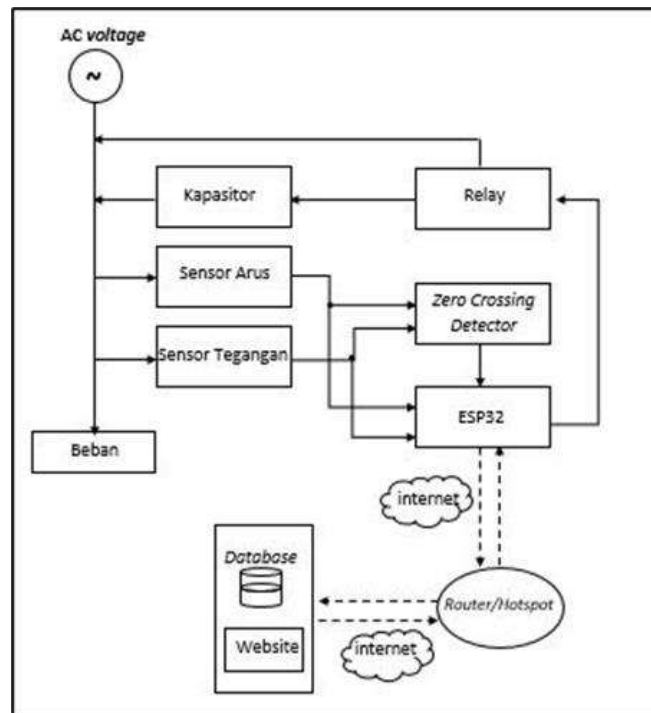 AC voltage
~
Kapasitor
Relay
Sensor Arus
Zero Crossing
Detector
Sensor Tegangan
ESP32
Beban
internet
Database
Router/Hotspot
Website
internet